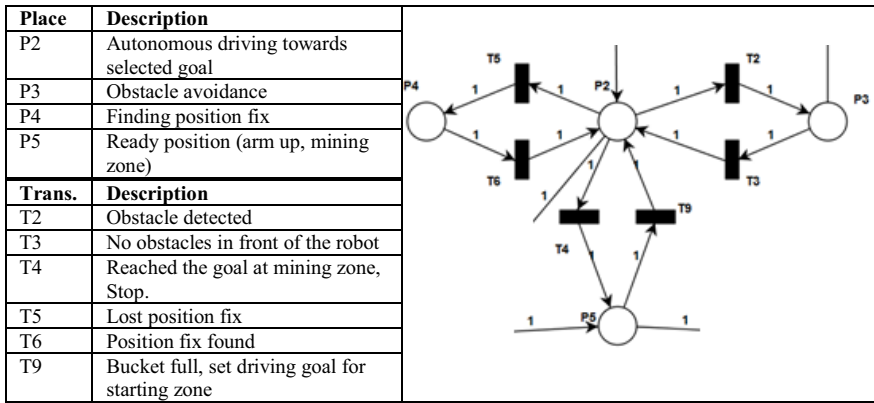 Place Description
P2 Autonomous driving towards
selected goal
P3 Obstacle avoidance
P4 Finding position fix
P5 Ready position (arm up, mining
zone)
Trans. Description
T2 Obstacle detected
T3 No obstacles in front of the robot
T4 Reached the goal at mining zone,
Stop.
T5 Lost position fix
T6 Position fix found
T9 Bucket full, set driving goal for
starting zone
T5 T2
P4 1 1 P2 1 1 P3
1 1 1 1
T6 T3
1 1 1
T4 T9
1 1
1 P5 1